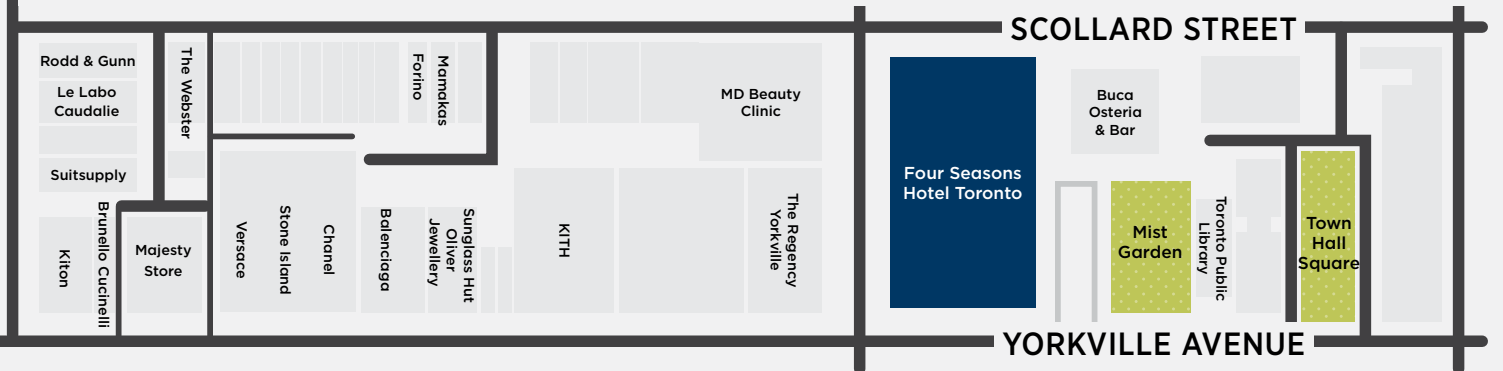 SCOLLARD STREET
Rodd & Gunn
Le Labo
Caudalie
Suitsupply
The Webster
Forino
Mamakas
MD Beauty
Clinic
Kiton
Brunello Cucinelli
Majesty
Store
Versace
Stone Island
Chanel
Balenciaga
Sunglass Hut
Oliver
Jewellery
KITH
The Regency
Yorkville
Four Seasons
Hotel Toronto
Buca
Osteria
& Bar
Mist
Garden
Toronto Public
Library
Town
Hall
Square
YORKVILLE AVENUE